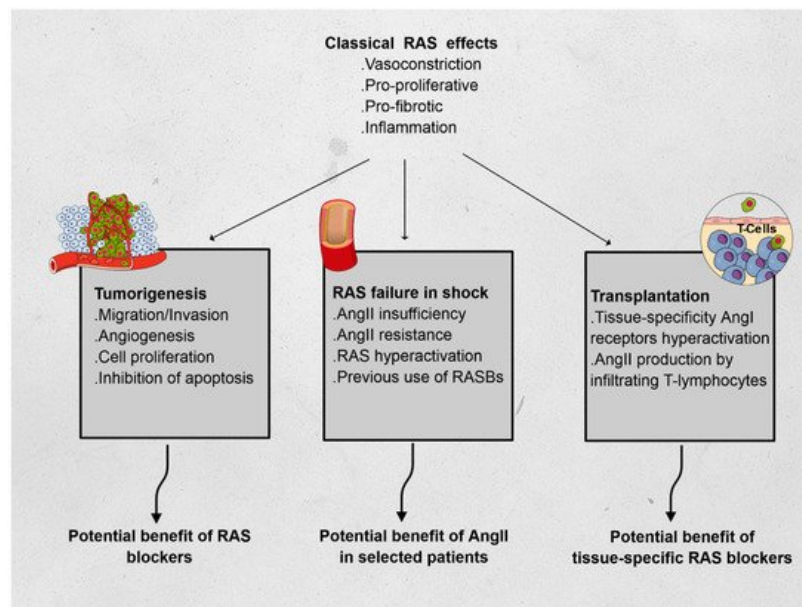 Classical RAS effects
.Vasoconstriction
.Pro-proliferative
.Pro-fibrotic
.Inflammation
T-Cells
Tumorigenesis
.Migration/Invasion
.Angiogenesis
.Cell proliferation
.Inhibition of apoptosis
RAS failure in shock
.AngII insufficiency
.AngII resistance
.RAS hyperactivation
.Previous use of RASBs
Transplantation
.Tissue-specificity AngI
receptors hyperactivation
.AngII production by
infiltrating T-lymphocytes
Potential benefit of RAS
blockers
Potential benefit of AngII
in selected patients
Potential benefit of
tissue-specific RAS blockers